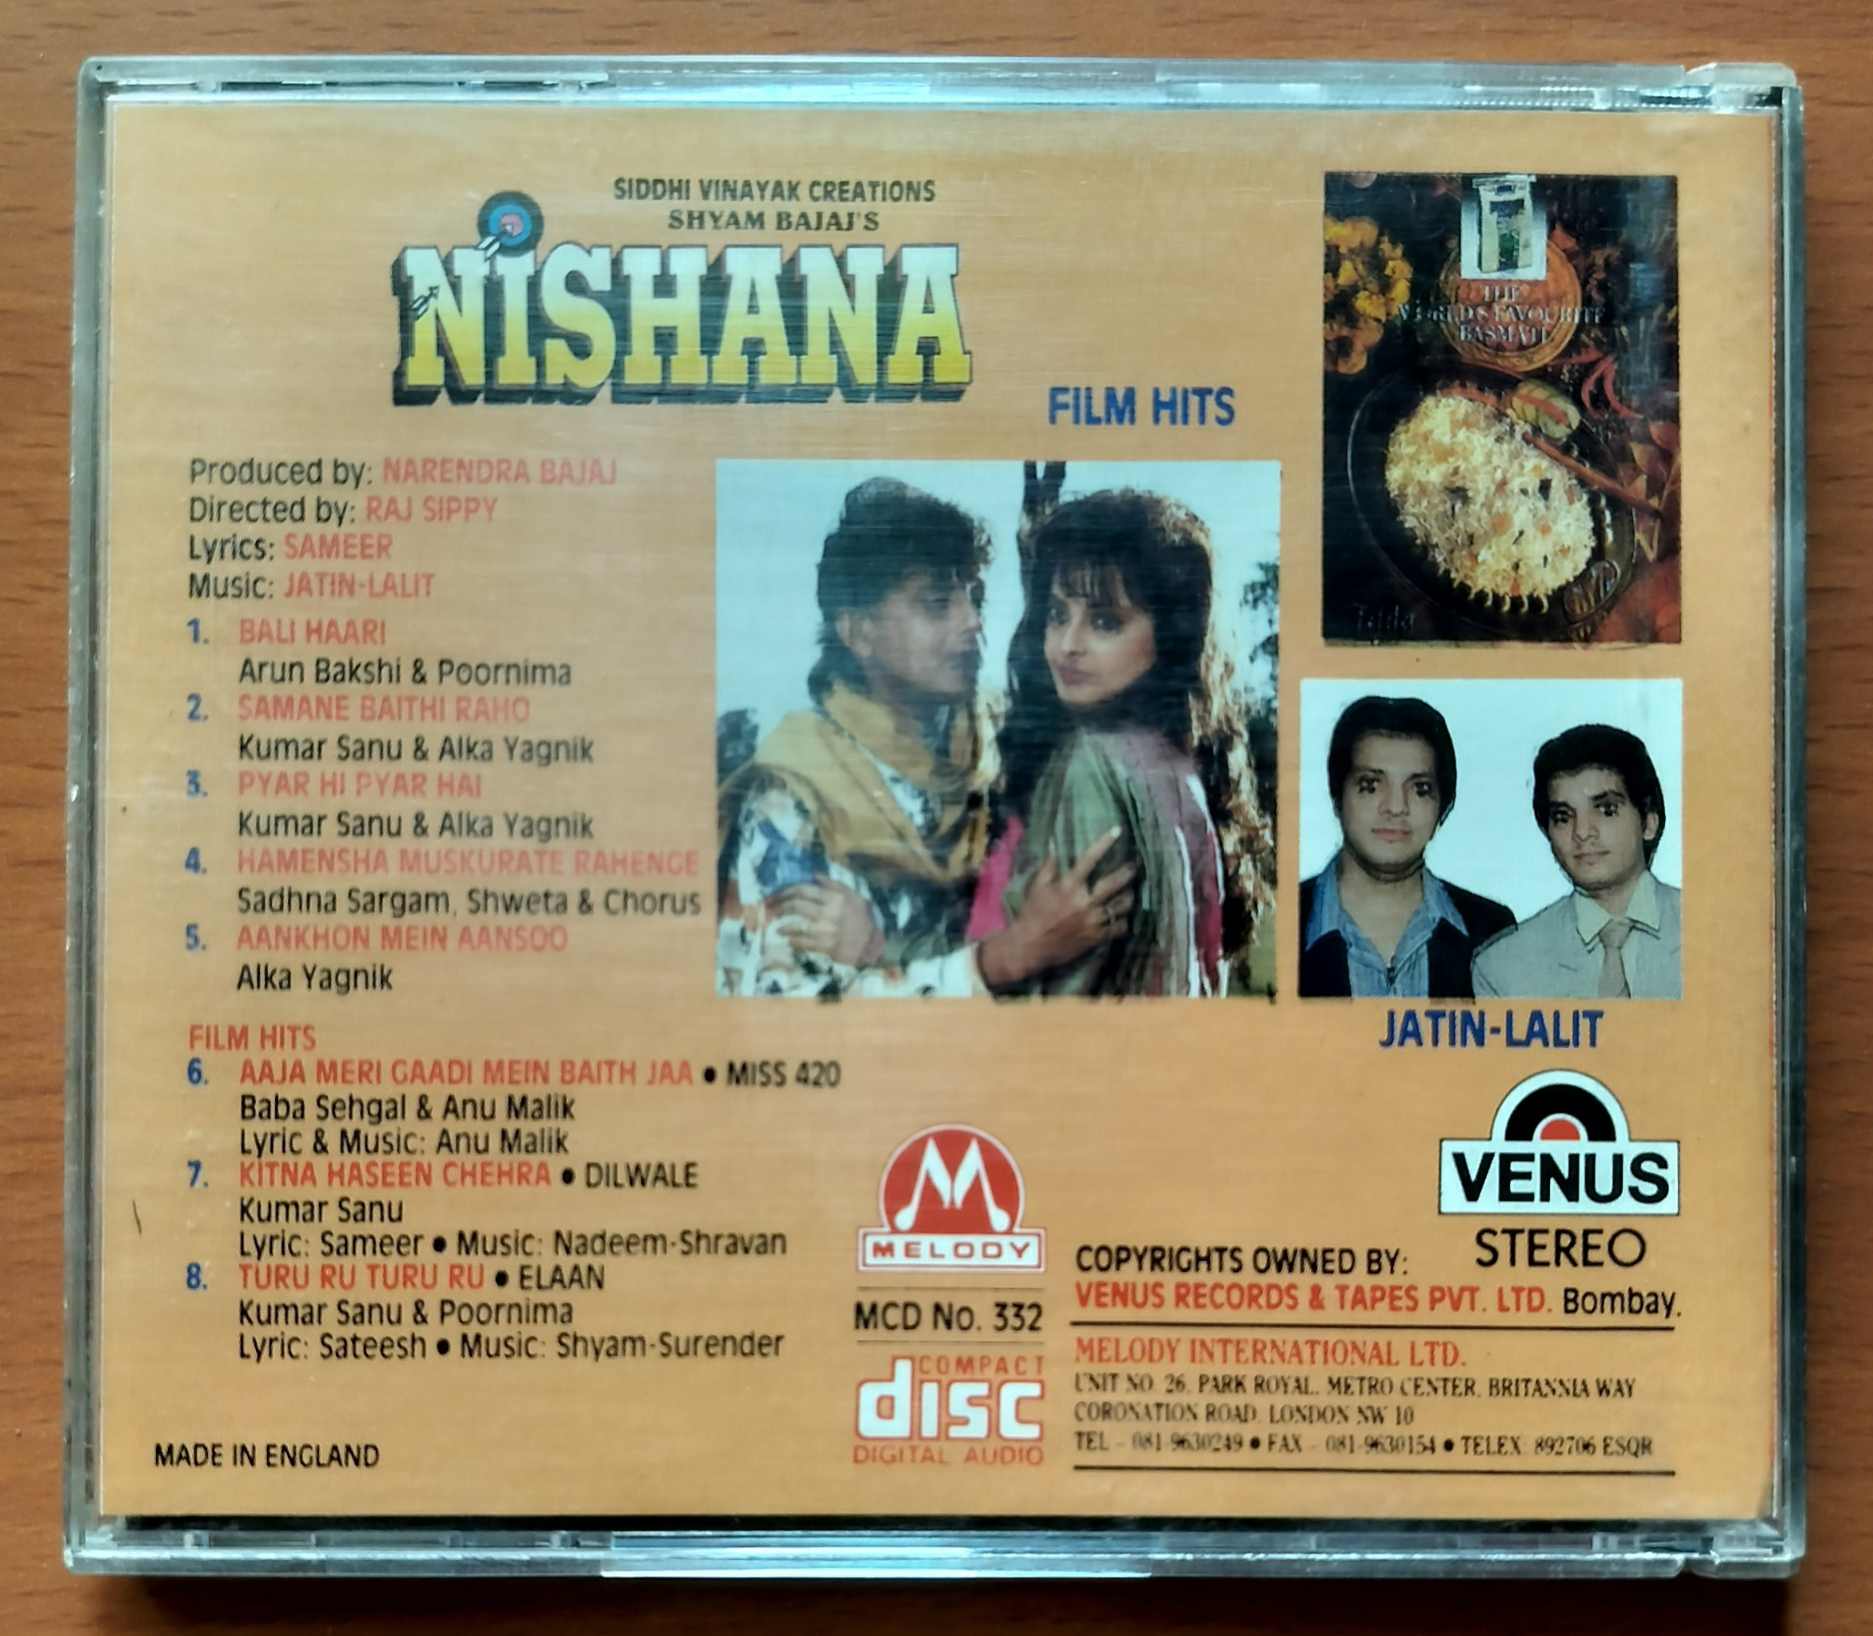 SIDDHI VINAYAK CREATIONS
SHYAM BAJAJ'S
NISHANA
FILM HITS
THE
WORLD'S FAVOURITE
BASMATI
Tilda
Produced by: NARENDRA BAJAJ
Directed by: RAJ SIPPY
Lyrics: SAMEER
Music: JATIN-LALIT
1. BALI HAARI
Arun Bakshi & Poornima
2. SAMANE BAITHI RAHO
Kumar Sanu & Alka Yagnik
3. PYAR HI PYAR HAI
Kumar Sanu & Alka Yagnik
4. HAMENSHA MUSKURATE RAHENGE
Sadhna Sargam, Shweta & Chorus
5. AANKHON MEIN AANSOO
Alka Yagnik
JATIN-LALIT
FILM HITS
6. AAJA MERI GAADI MEIN BAITH JAA • MISS 420
Baba Sehgal & Anu Malik
Lyric & Music: Anu Malik
7. KITNA HASEEN CHEHRA • DILWALE
Kumar Sanu
Lyric: Sameer • Music: Nadeem-Shravan
8. TURU RU TURU RU • ELAAN
Kumar Sanu & Poornima
Lyric: Sateesh • Music: Shyam-Surender
MADE IN ENGLAND
M
MELODY
MCD No. 332
COMPACT
disc
DIGITAL AUDIO
VENUS
STEREO
COPYRIGHTS OWNED BY:
VENUS RECORDS & TAPES PVT. LTD. Bombay.
MELODY INTERNATIONAL LTD.
UNIT NO. 26, PARK ROYAL, METRO CENTER, BRITANNIA WAY
CORONATION ROAD, LONDON NW 10
TEL - 081-9630249 • FAX - 081-9630154 • TELEX: 892706 ESQR